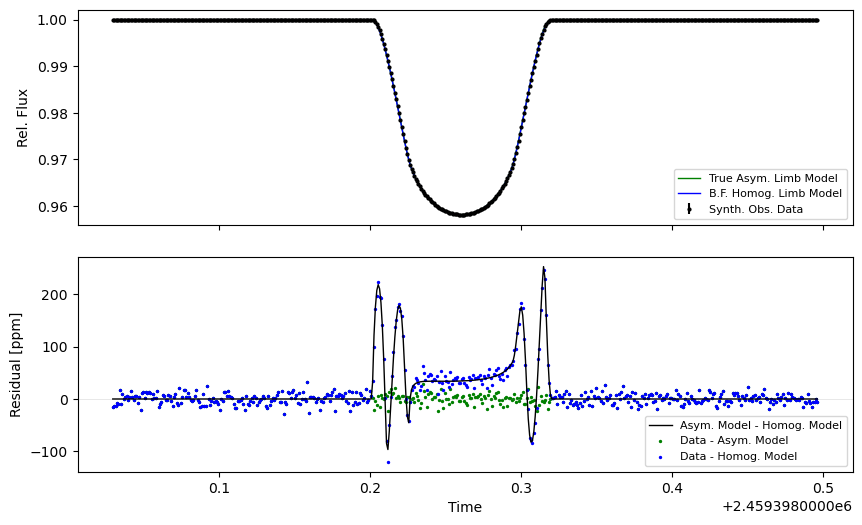 1.00
0.99
0.98
0.97
0.96
Rel. Flux
True Asym. Limb Model
B.F. Homog. Limb Model
Synth. Obs. Data
200
100
0
−100
Residual [ppm]
Asym. Model - Homog. Model
Data - Asym. Model
Data - Homog. Model
0.1 0.2 0.3 0.4 0.5
Time
+2.4593980000e6